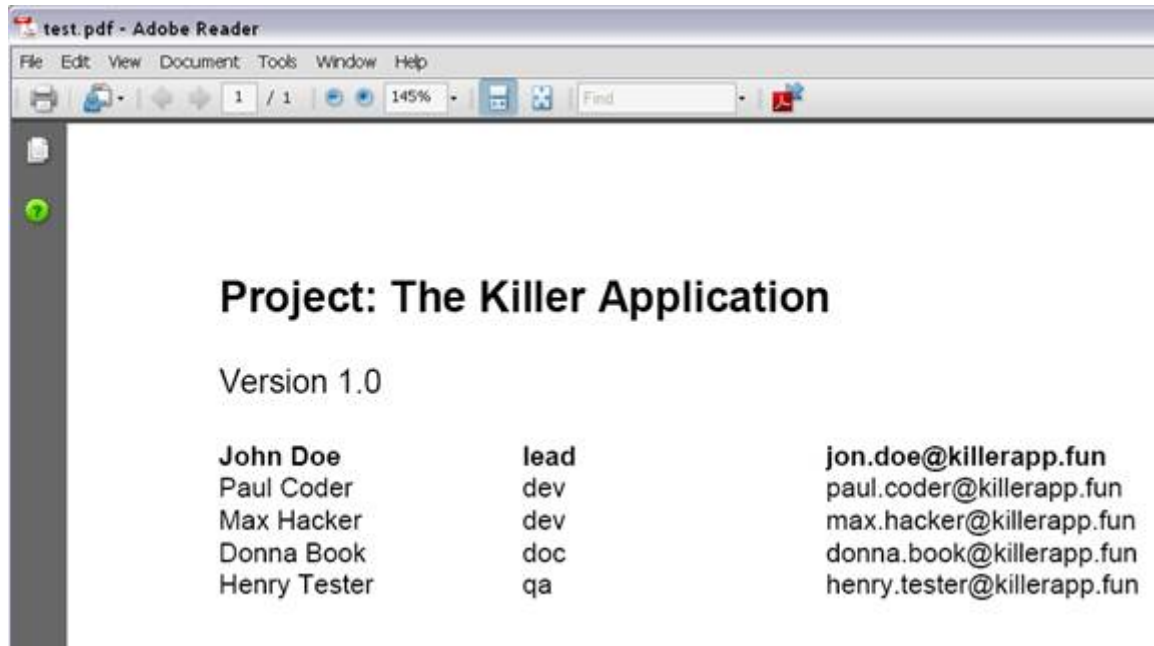 test.pdf - Adobe Reader
File Edit View Document Tools Window Help
1 / 1 145% Find
Project: The Killer Application
Version 1.0
John Doe lead jon.doe@killerapp.fun
Paul Coder dev paul.coder@killerapp.fun
Max Hacker dev max.hacker@killerapp.fun
Donna Book doc donna.book@killerapp.fun
Henry Tester qa henry.tester@killerapp.fun